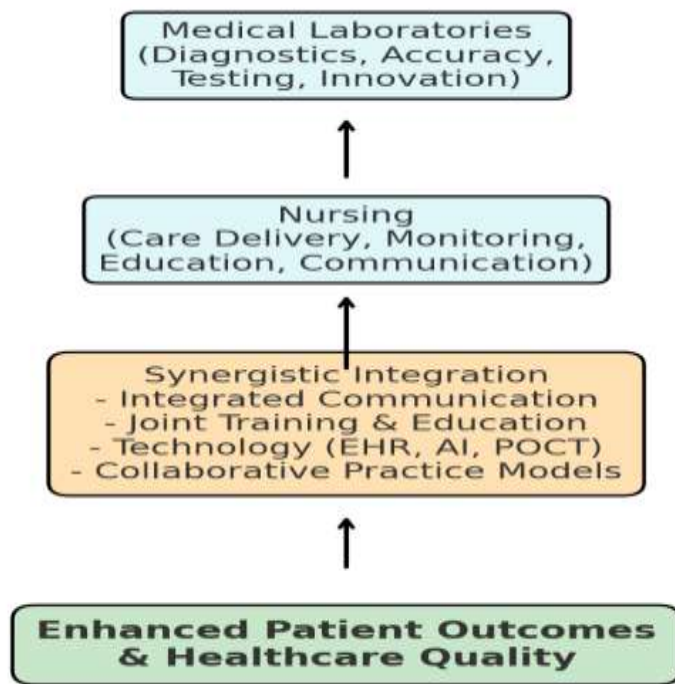 Medical Laboratories
(Diagnostics, Accuracy,
Testing, Innovation)
Nursing
(Care Delivery, Monitoring,
Education, Communication)
Synergistic Integration
- Integrated Communication
- Joint Training & Education
- Technology (EHR, AI, POCT)
- Collaborative Practice Models
Enhanced Patient Outcomes
& Healthcare Quality